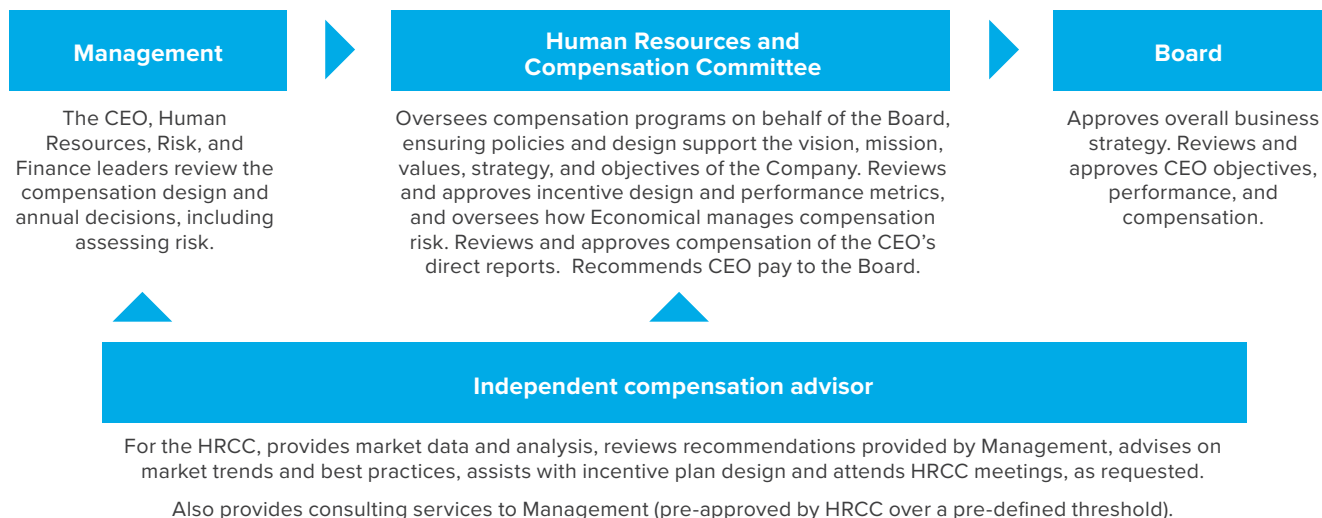 Management
The CEO, Human
Resources, Risk, and
Finance leaders review the
compensation design and
annual decisions, including
assessing risk.
Human Resources and
Compensation Committee
Oversees compensation programs on behalf of the Board,
ensuring policies and design support the vision, mission,
values, strategy, and objectives of the Company. Reviews
and approves incentive design and performance metrics,
and oversees how Economical manages compensation
risk. Reviews and approves compensation of the CEO’s
direct reports.  Recommends CEO pay to the Board.
Board
Approves overall business
strategy. Reviews and
approves CEO objectives,
performance, and
compensation.
Independent compensation advisor
For the HRCC, provides market data and analysis, reviews recommendations provided by Management, advises on
market trends and best practices, assists with incentive plan design and attends HRCC meetings, as requested.
Also provides consulting services to Management (pre-approved by HRCC over a pre-defined threshold).